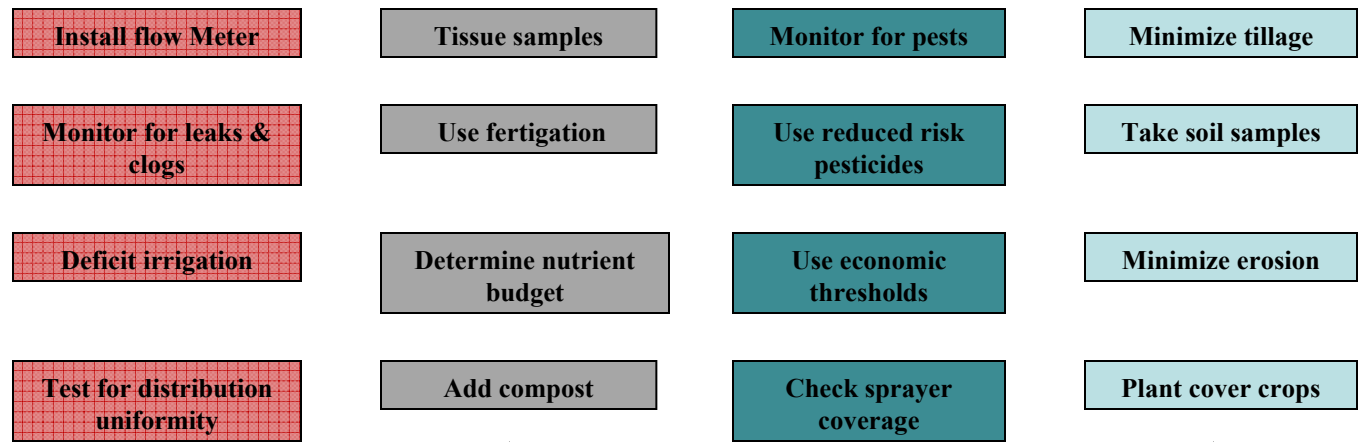 Install flow Meter
Tissue samples
Monitor for pests
Minimize tillage
Monitor for leaks &
clogs
Use fertigation
Use reduced risk
pesticides
Take soil samples
Deficit irrigation
Determine nutrient
budget
Use economic
thresholds
Minimize erosion
Test for distribution
uniformity
Add compost
Check sprayer
coverage
Plant cover crops